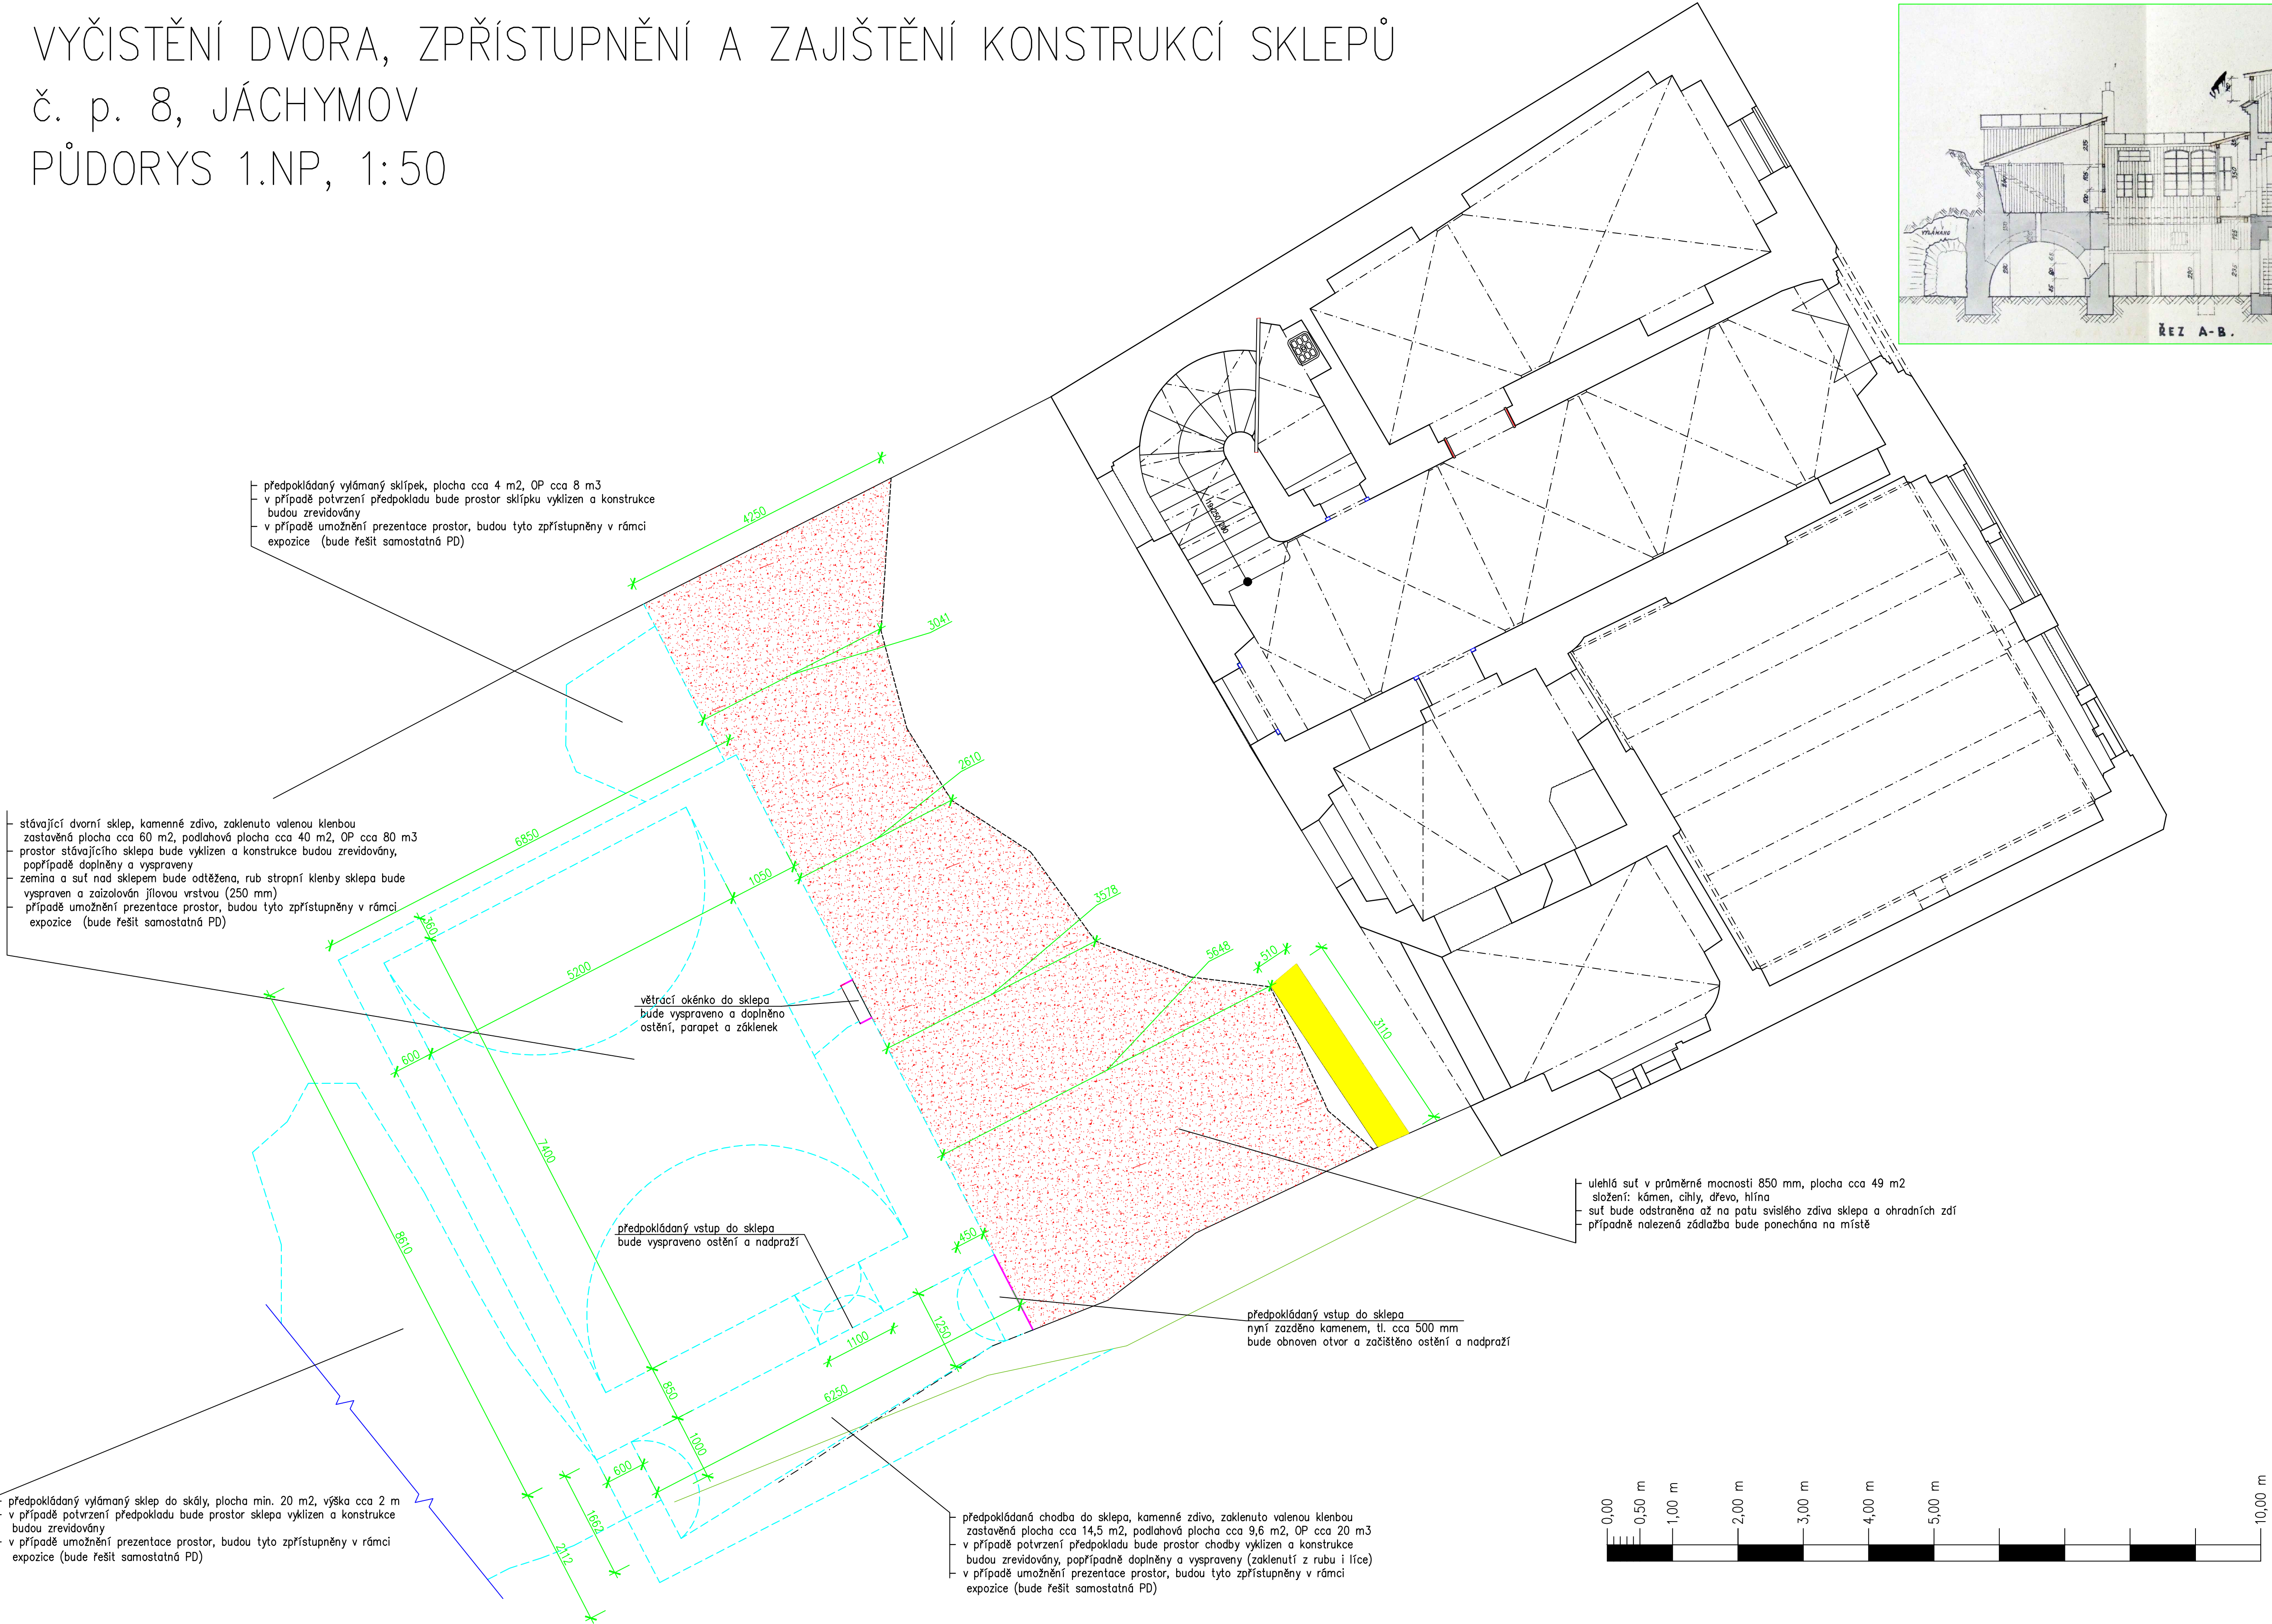 VYČISTĚNÍ DVORA, ZPŘÍSTUPNĚNÍ A ZAJIŠTĚNÍ KONSTRUKCÍ SKLEPŮ
č. p. 8, JÁCHYMOV
PŮDORYS 1.NP, 1:50
VYLÁMÁNO
ŘEZ A-B.
předpokládaný vylámaný sklípek, plocha cca 4 m2, OP cca 8 m3
v případě potvrzení předpokladu bude prostor sklípku vyklizen a konstrukce
budou zrevidovány
v případě umožnění prezentace prostor, budou tyto zpřístupněny v rámci
expozice (bude řešit samostatná PD)
4250
3041
2610
6850
1050
3578
5648
510
3110
360
5200
600
7400
8610
stávající dvorní sklep, kamenné zdivo, zaklenuto valenou klenbou
zastavěná plocha cca 60 m2, podlahová plocha cca 40 m2, OP cca 80 m3
prostor stávajícího sklepa bude vyklizen a konstrukce budou zrevidovány,
popřípadě doplněny a vyspraveny
zemina a suť nad sklepem bude odtěžena, rub stropní klenby sklepa bude
vyspraven a zaizolován jílovou vrstvou (250 mm)
případě umožnění prezentace prostor, budou tyto zpřístupněny v rámci
expozice (bude řešit samostatná PD)
větrací okénko do sklepa
bude vyspraveno a doplněno
ostění, parapet a záklenek
předpokládaný vstup do sklepa
bude vyspraveno ostění a nadpraží
450
1250
1100
6250
850
1000
600
1662
2112
ulehlá suť v průměrné mocnosti 850 mm, plocha cca 49 m2
složení: kámen, cihly, dřevo, hlína
suť bude odstraněna až na patu svislého zdiva sklepa a ohradních zdí
případně nalezená zádlažba bude ponechána na místě
předpokládaný vstup do sklepa
nyní zazděno kamenem, tl. cca 500 mm
bude obnoven otvor a začištěno ostění a nadpraží
předpokládaný vylámaný sklep do skály, plocha min. 20 m2, výška cca 2 m
v případě potvrzení předpokladu bude prostor sklepa vyklizen a konstrukce
budou zrevidovány
v případě umožnění prezentace prostor, budou tyto zpřístupněny v rámci
expozice (bude řešit samostatná PD)
předpokládaná chodba do sklepa, kamenné zdivo, zaklenuto valenou klenbou
zastavěná plocha cca 14,5 m2, podlahová plocha cca 9,6 m2, OP cca 20 m3
v případě potvrzení předpokladu bude prostor chodby vyklizen a konstrukce
budou zrevidovány, popřípadně doplněny a vyspraveny (zaklenutí z rubu i líce)
v případě umožnění prezentace prostor, budou tyto zpřístupněny v rámci
expozice (bude řešit samostatná PD)
0,00
0,50 m
1,00 m
2,00 m
3,00 m
4,00 m
5,00 m
10,00 m